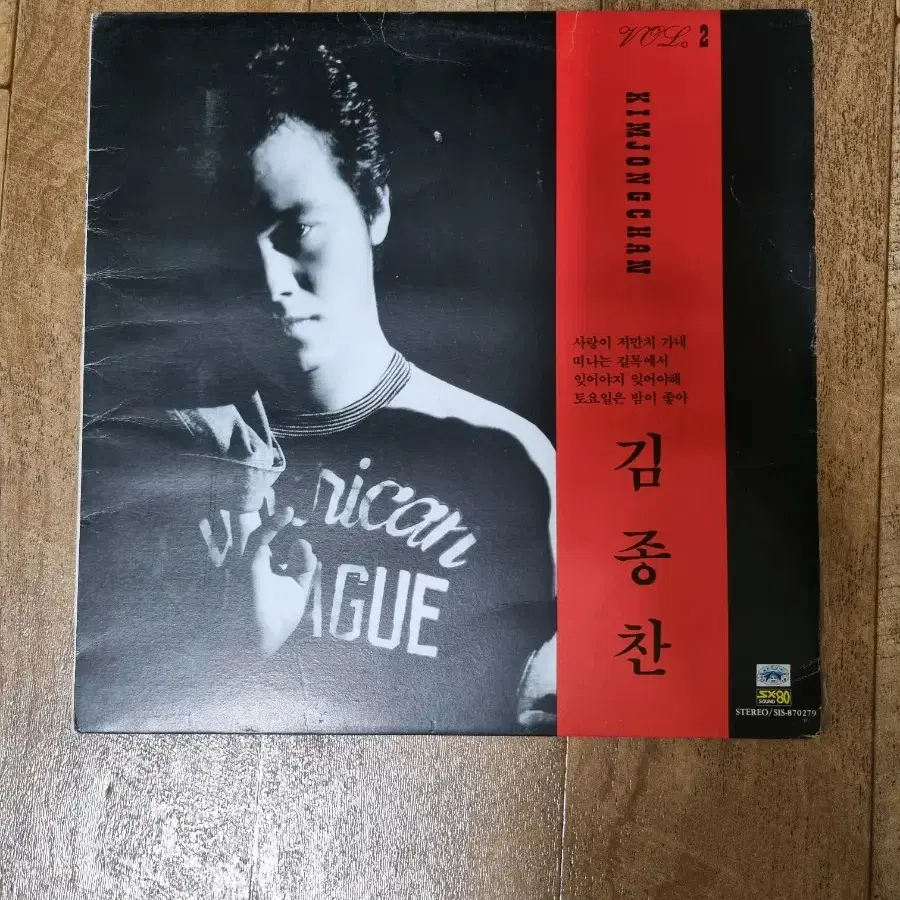 VOL. 2
KIMJONGCHAN
사랑이 저만치 가네
떠나는 길목에서
잊어야지 잊어야해
토요일은 밤이 좋아
김
종
찬
rican
GUE
SX-80
SOUND
STEREO/SIS-870279